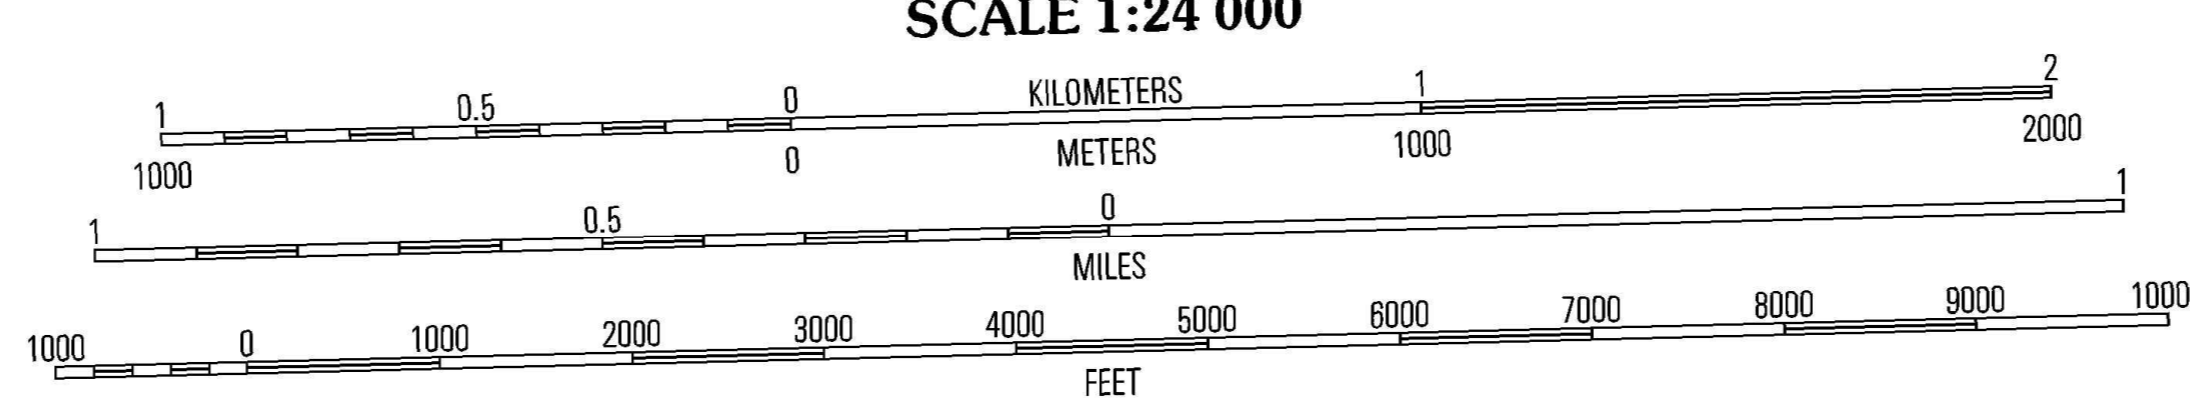 SCALE 1:24 000
1 0.5 0 KILOMETERS 1 2
1000 0 METERS 1000 2000
1 0.5 0 1
MILES
1000 0 1000 2000 3000 4000 5000 6000 7000 8000 9000 1000
FEET